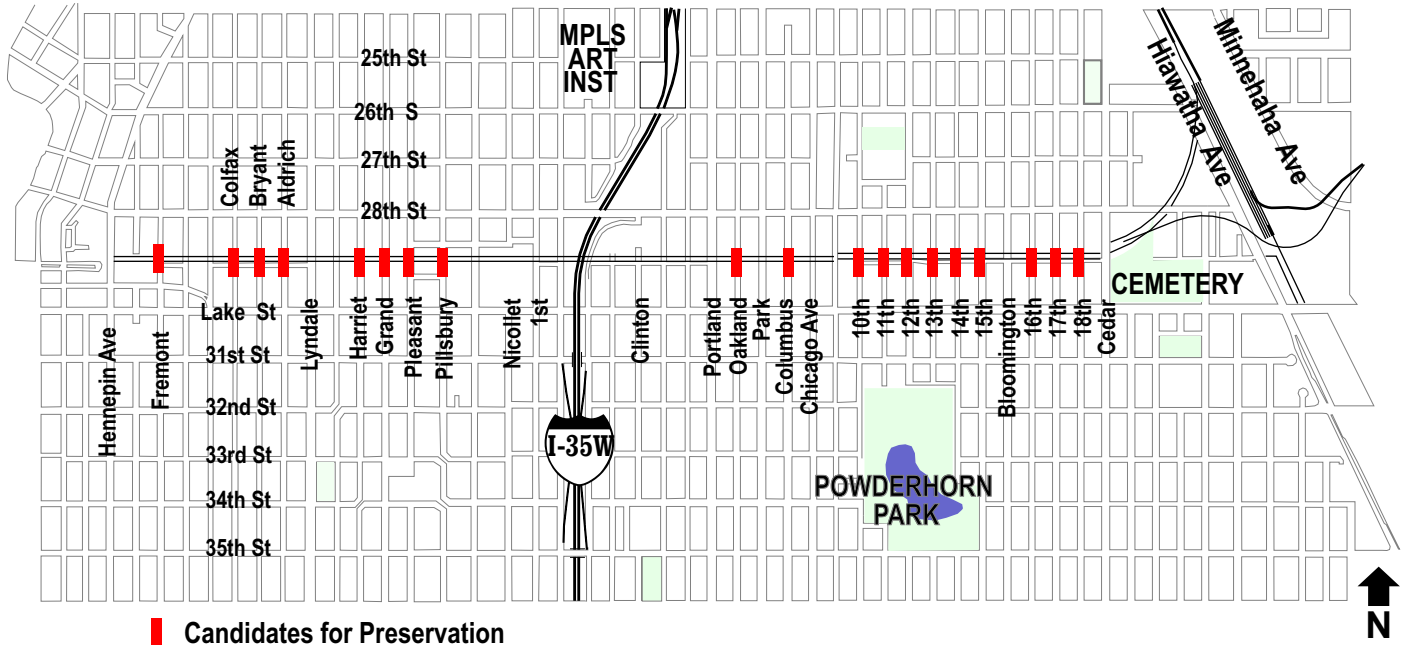 MPLS
ART
INST
25th St
26th S
27th St
28th St
Colfax
Bryant
Aldrich
Hiawatha Ave
Minnehaha Ave
CEMETERY
Lake St
31st St
32nd St
33rd St
34th St
35th St
Hennepin Ave
Fremont
Lyndale
Harriet
Grand
Pleasant
Pillsbury
Nicollet
1st
Clinton
Portland
Oakland
Park
Columbus
Chicago Ave
10th
11th
12th
13th
14th
15th
Bloomington
16th
17th
18th
Cedar
I-35W
POWDERHORN
PARK
N
Candidates for Preservation